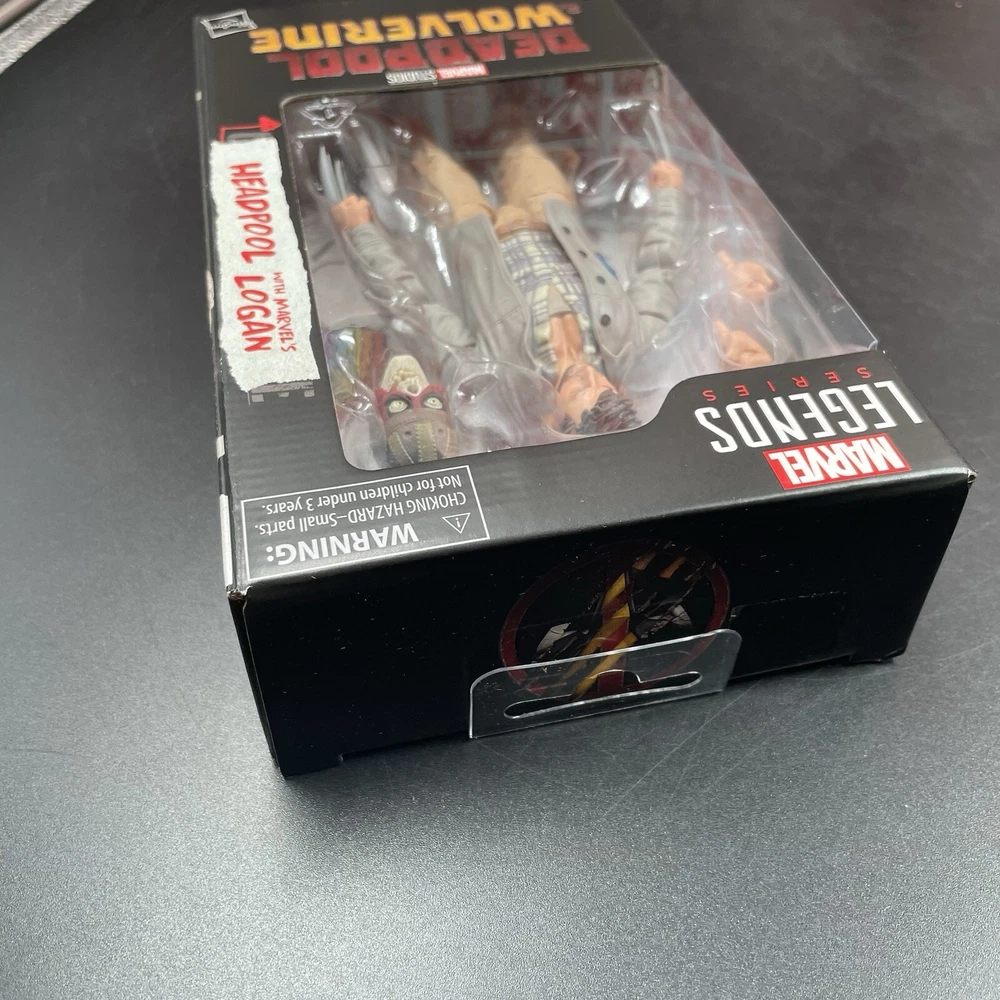 MARVEL
LEGENDS
SERIES
WARNING:
CHOKING HAZARD–Small parts.
Not for children under 3 years.
HEADPOOL LOGAN
WITH MARVEL'S
MARVEL STUDIOS
DEADPOOL
WOLVERINE
Hasbro